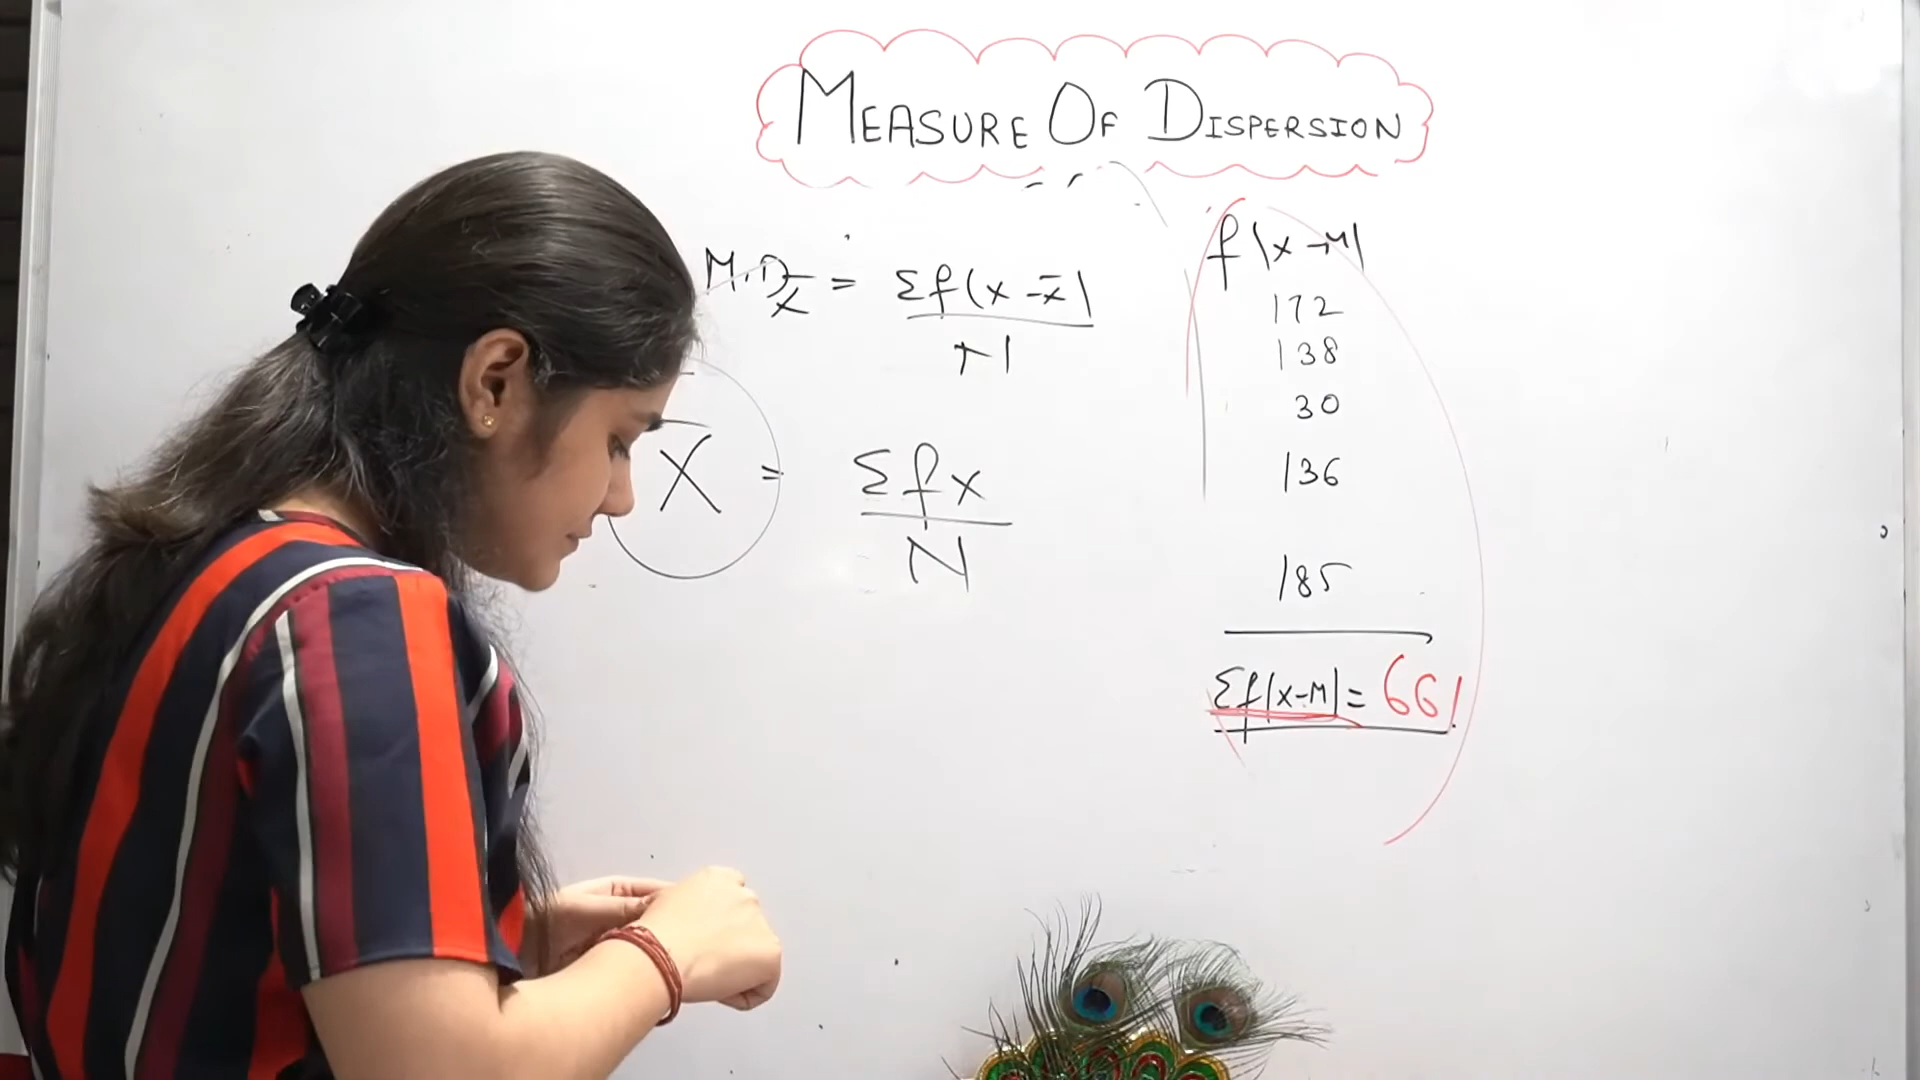 MEASURE OF DISPERSION
M.D x̄ = Σf(x - x̄|
N
X̄ = Σfx
N
f |x - M|
172
138
30
136
185
Σf|x-M| = 661